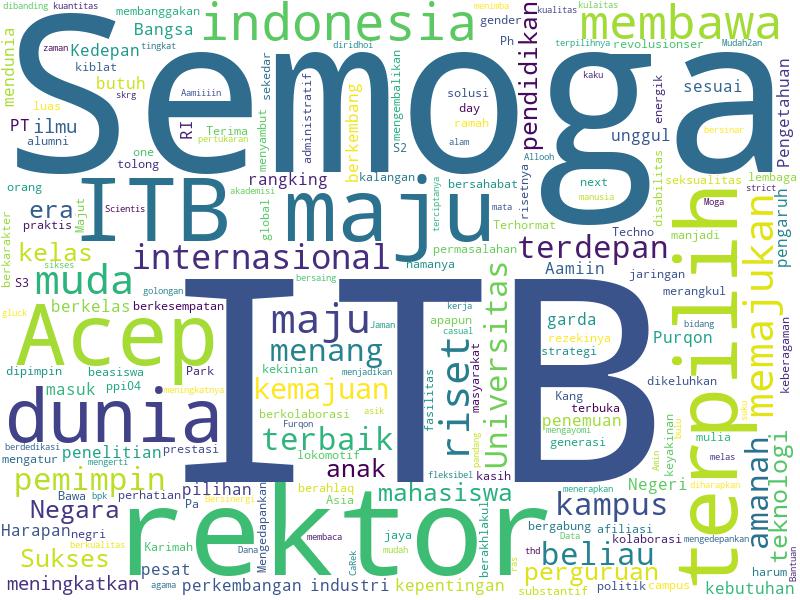 dibanding kuantitas
membanggakan
indonesia
gender
pendidikan
menimba
kualitas
kulaitas
membawa
Bangsa
Ph
terpilihnya
revolusionser
Mudah2an
mendunia
zaman
tingkat
Kedepan
diridhoi
kiblat
sekedar
Semoga
kaku
energik
sesuai
butuh
skrg
Aamiiiin
solusi
day
ramah
alam
mengembalikan
administratif
berkembang
menyambut
luas
PT
ilmu
alumni
RI
Terima
pertukaran
one
tolong
S2
unggul
bersinar
Pengetahuan
Allooh
orang
rangking
kalangan
bersahabat
next
manusia
seksualitas
lembaga
strict
disabilitas
risetnya
era
praktis
Majut
Scientis
ITB
akademisi
global
maju
terciptanya
mata
Terhormat
Techno
Moga
manjadi
pengaruh
berkarakter
kelas
sikses
internasional
permasalahan
terdepan
namanya
Aamiin
jaringan
merangkul
S3
muda
golongan
bersaing
berkelas
berkesempatan
ITB
kerja
casual
apapun
Universitas
garda
rezekinya
strategi
bidang
Purqon
terpilih
memajukan
keberagaman
gluck
Acep
maju
Jaman
menang
kekinian
menjadikan
riset
masyarakat
fasilitas
dipimpin
beasiswa
Park
meningkatnya
dikeluhkan
masuk
ppi04
kemajuan
Kang
terbuka
dunia
berkolaborasi
asik
penemuan
mengayomi
generasi
suku
bulu
keyakinan
mulia
berdedikasi
mengatur
penelitian
mengerti
prestasi
Furqon
terbaik
lokomotif
anak
fleksibel
pandang
kasih
Amin
melas
amanah
teknologi
pemimpin
Bawa
bpk
perhatian
pilihan
berahlaq
Asia
mahasiswa
menerapkan
Negeri
diharapkan
Negara
Pa
Bersinergi
Mengedapankan
rektor
kampus
Harapan
negri
berkualitas
Karimah
Dana
membaca
jaya
mudah
CaRek
berakhlakul
ras
bergabung
afiliasi
Data
kolaborasi
mengedepankan
Sukses
pesat
thd
beliau
harum
Bantuan
meningkatkan
agama
perkembangan
industri
kepentingen
perguruan
substantif
politik
campus
kebutuhan